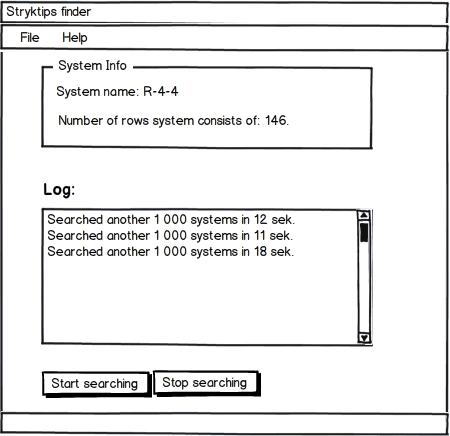 Stryktips finder
File Help
System Info
System name: R-4-4
Number of rows system consists of: 146.
Log:
Searched another 1 000 systems in 12 sek.
Searched another 1 000 systems in 11 sek.
Searched another 1 000 systems in 18 sek.
Start searching Stop searching